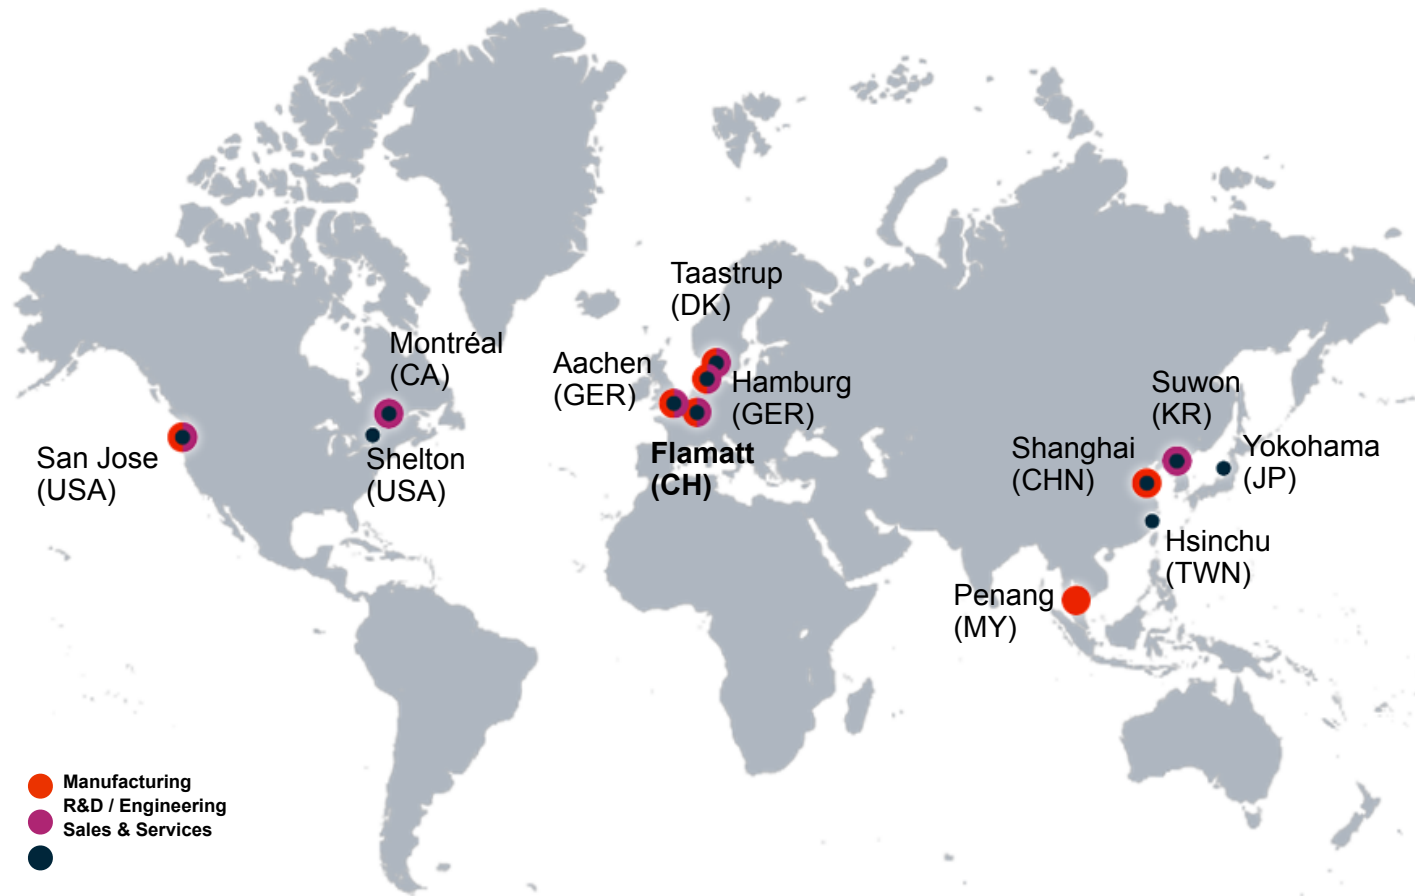 Taastrup
(DK)
Montréal
(CA)
Aachen
(GER)
Hamburg
(GER)
Suwon
(KR)
San Jose
(USA)
Shelton
(USA)
Flamatt
(CH)
Shanghai
(CHN)
Yokohama
(JP)
Hsinchu
(TWN)
Penang
(MY)
Manufacturing
R&D / Engineering
Sales & Services